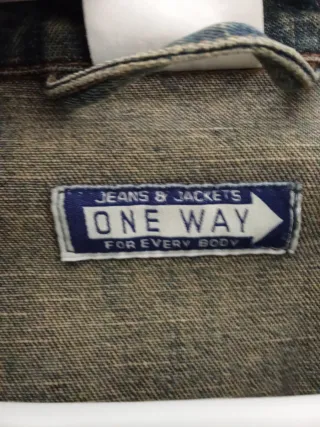 JEANS & JACKETS
ONE WAY
FOR EVERY BODY